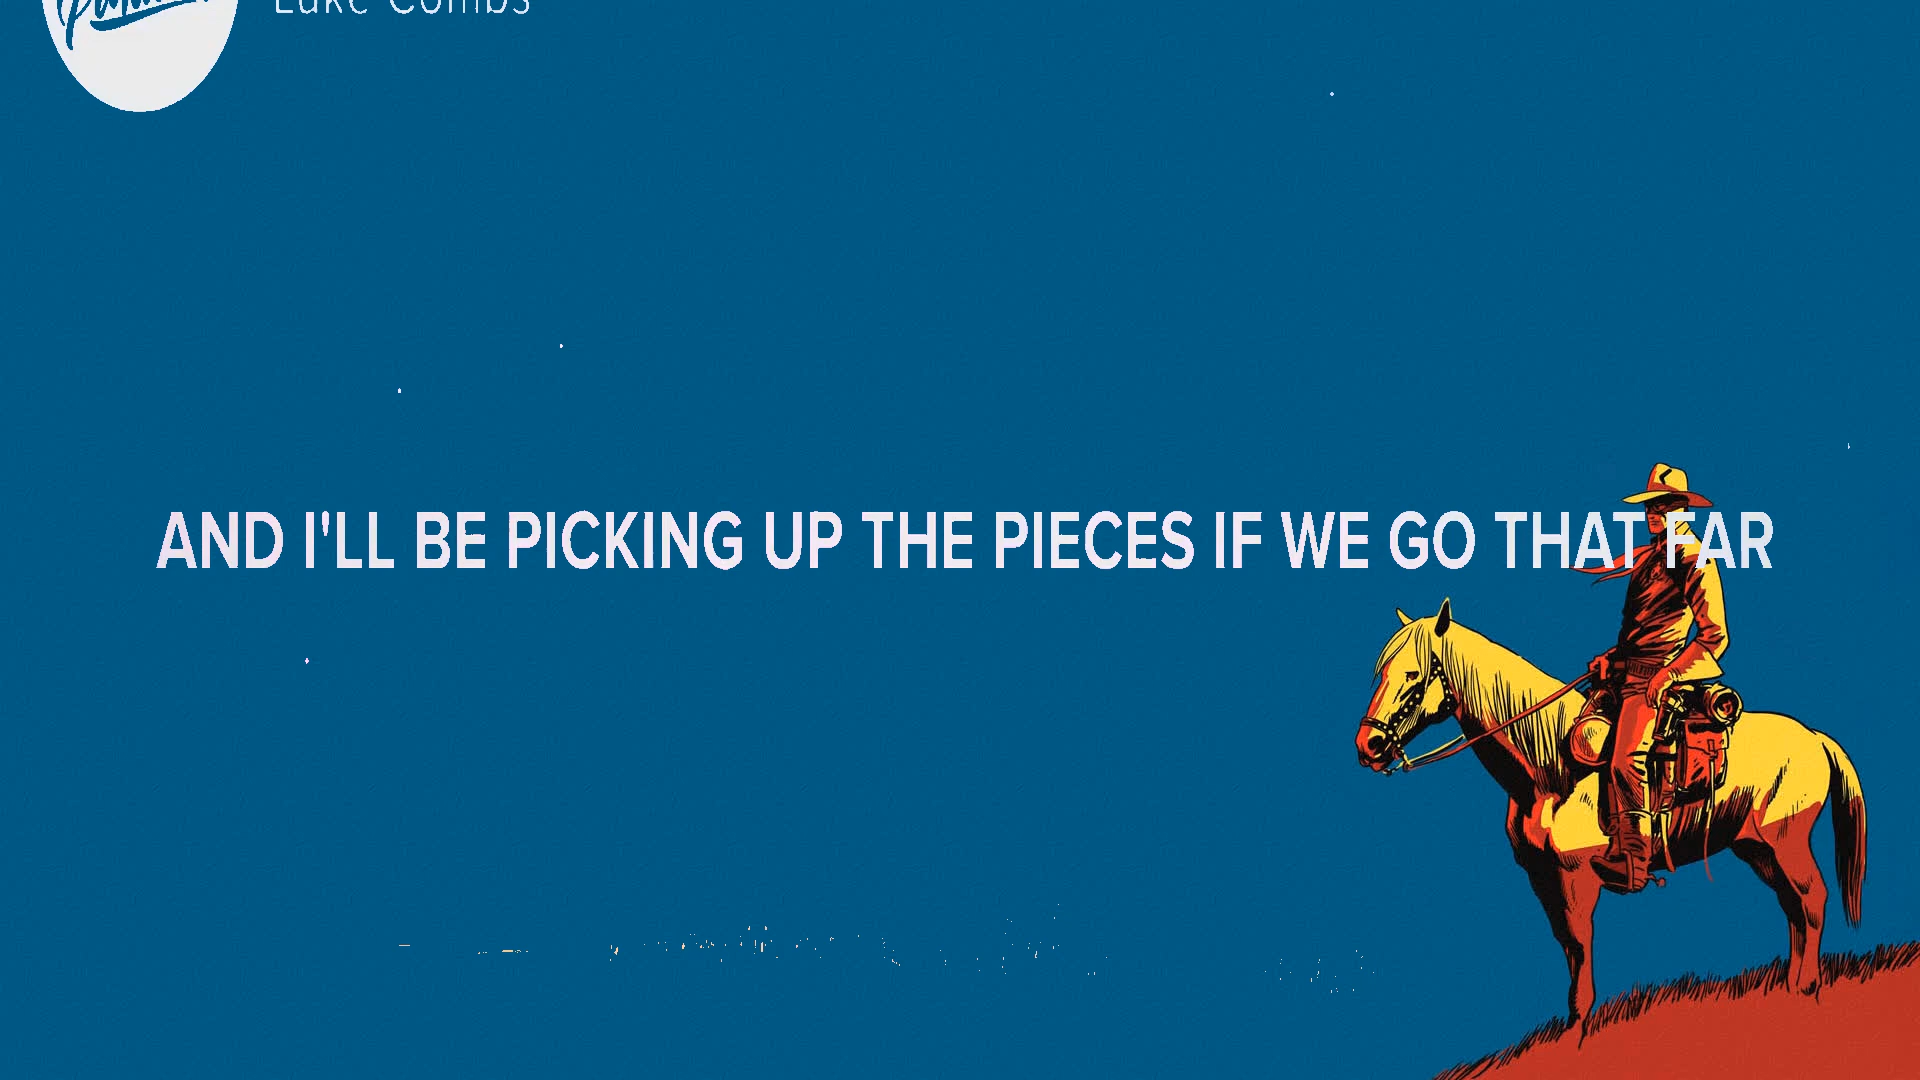 Luke Combs
AND I'LL BE PICKING UP THE PIECES IF WE GO THAT FAR